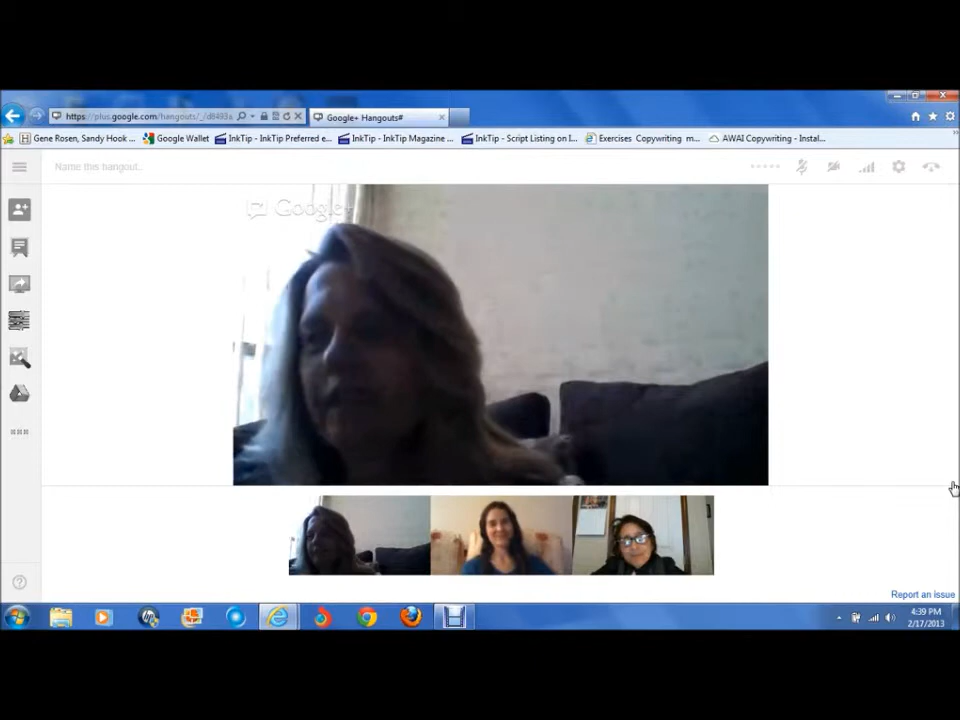 https://plus.google.com/hangouts/_/d8493a
Google+ Hangouts#
Gene Rosen, Sandy Hook ...
Google Wallet
InkTip - InkTip Preferred e...
InkTip - InkTip Magazine ...
InkTip - Script Listing on I...
Exercises Copywriting m...
AWAI Copywriting - Instal...
Name this hangout...
Google+
Report an issue
4:39 PM
2/17/2013